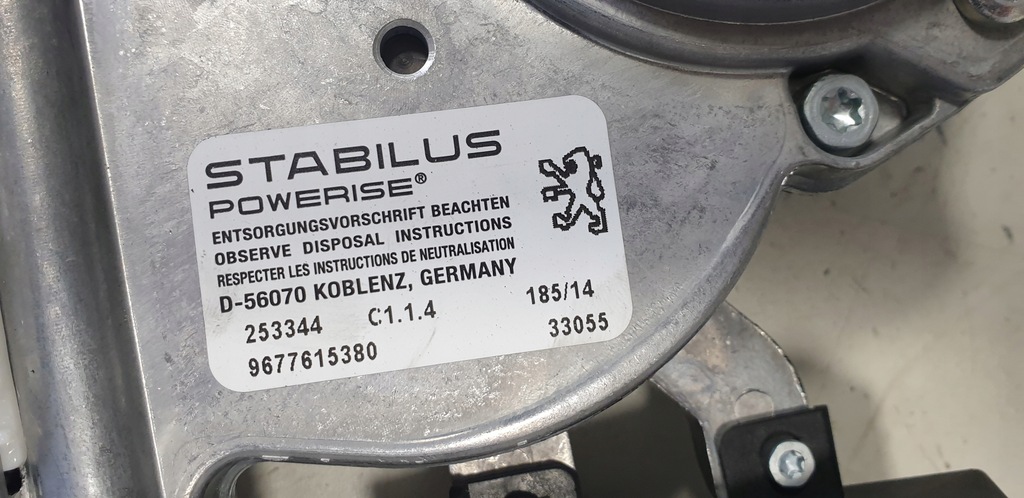 STABILUS
POWERISE®
ENTSORGUNGSVORSCHRIFT BEACHTEN
OBSERVE DISPOSAL INSTRUCTIONS
RESPECTER LES INSTRUCTIONS DE NEUTRALISATION
D-56070 KOBLENZ, GERMANY
253344 C1.1.4 185/14
9677615380 33055